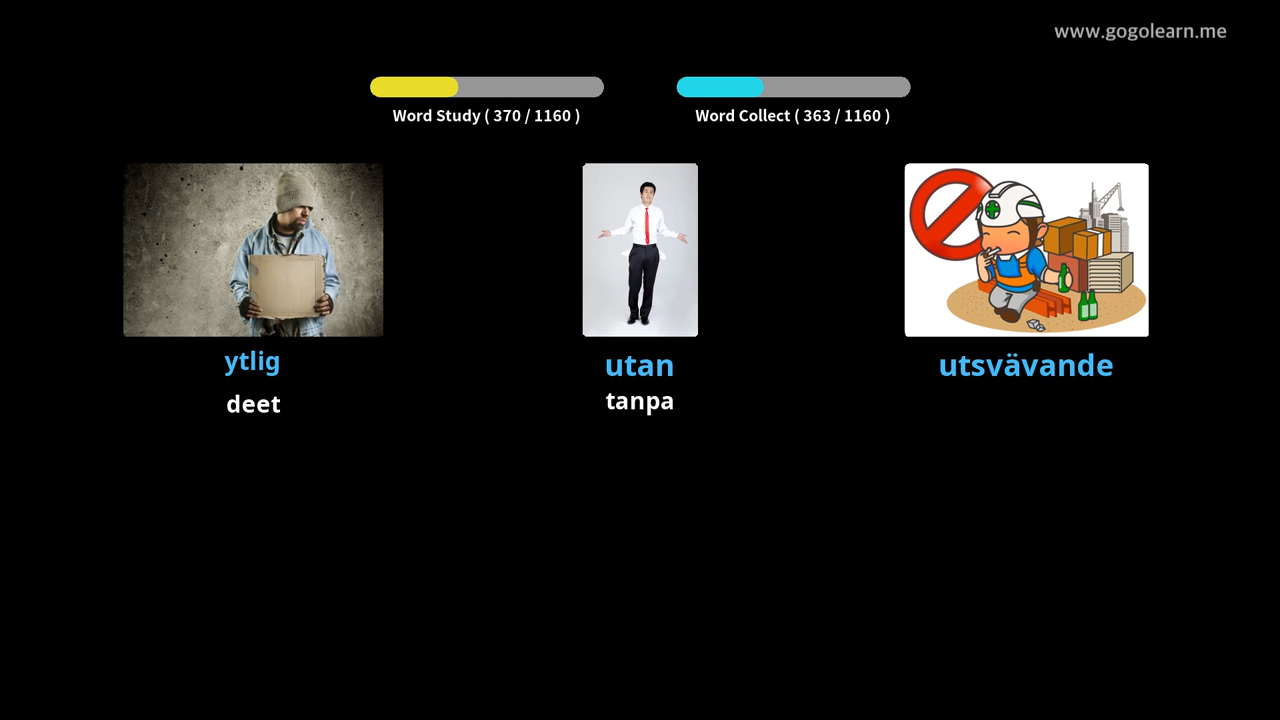 www.gogolearn.me
Word Study ( 370 / 1160 )
Word Collect ( 363 / 1160 )
ytlig
deet
utan
tanpa
utsvävande